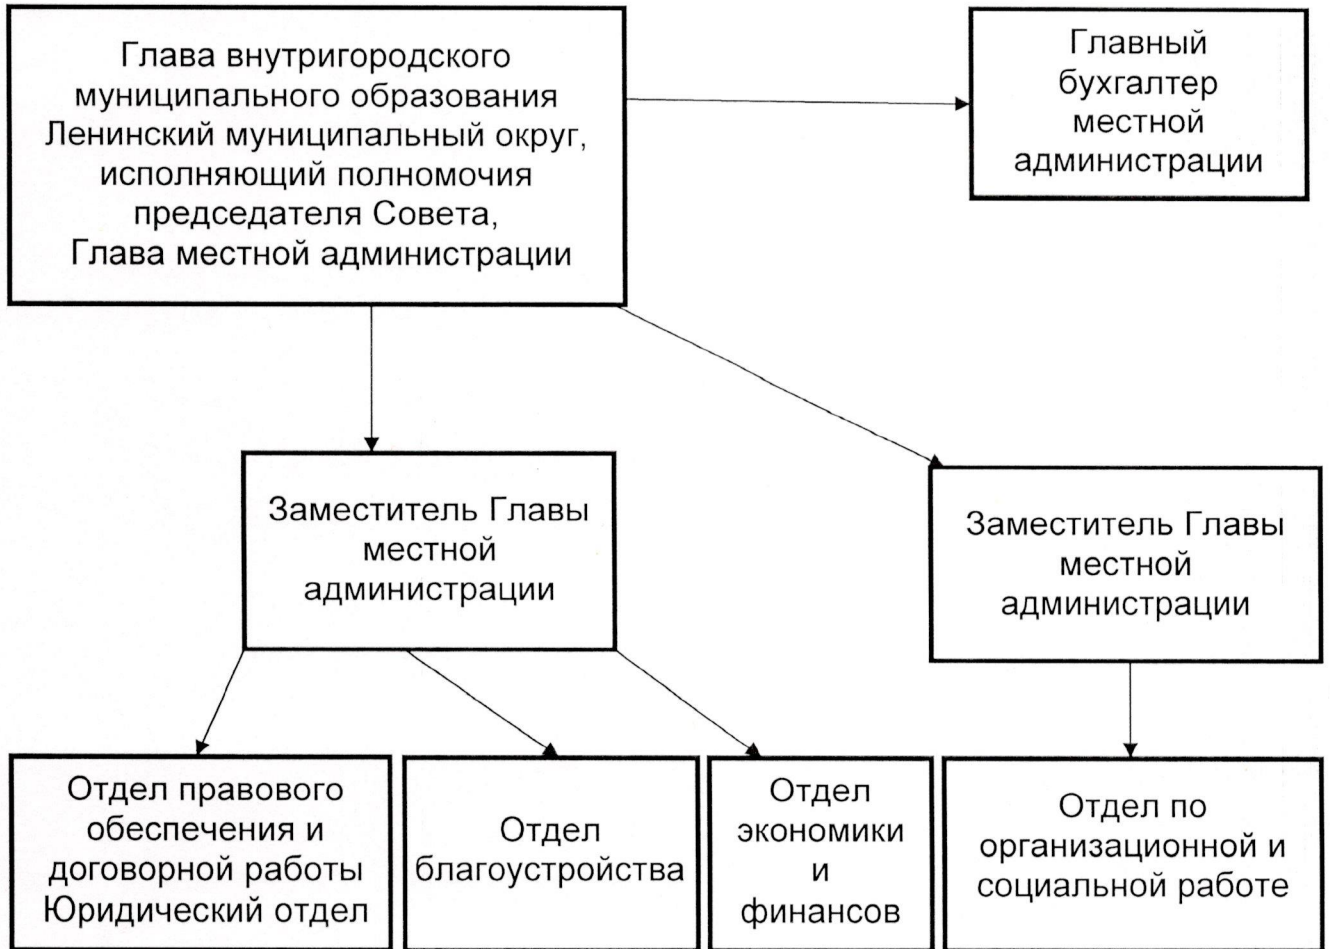 Глава внутригородского
муниципального образования
Ленинский муниципальный округ,
исполняющий полномочия
председателя Совета,
Глава местной администрации
Главный
бухгалтер
местной
администрации
Заместитель Главы
местной
администрации
Заместитель Главы
местной
администрации
Отдел правового
обеспечения и
договорной работы
Юридический отдел
Отдел
благоустройства
Отдел
экономики
и
финансов
Отдел по
организационной и
социальной работе